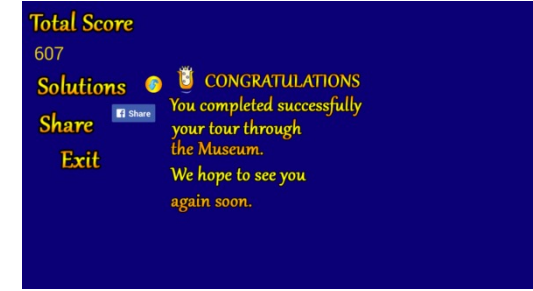 Total Score
607
Solutions
Share
Share
Exit
CONGRATULATIONS
You completed successfully
your tour through
the Museum.
We hope to see you
again soon.